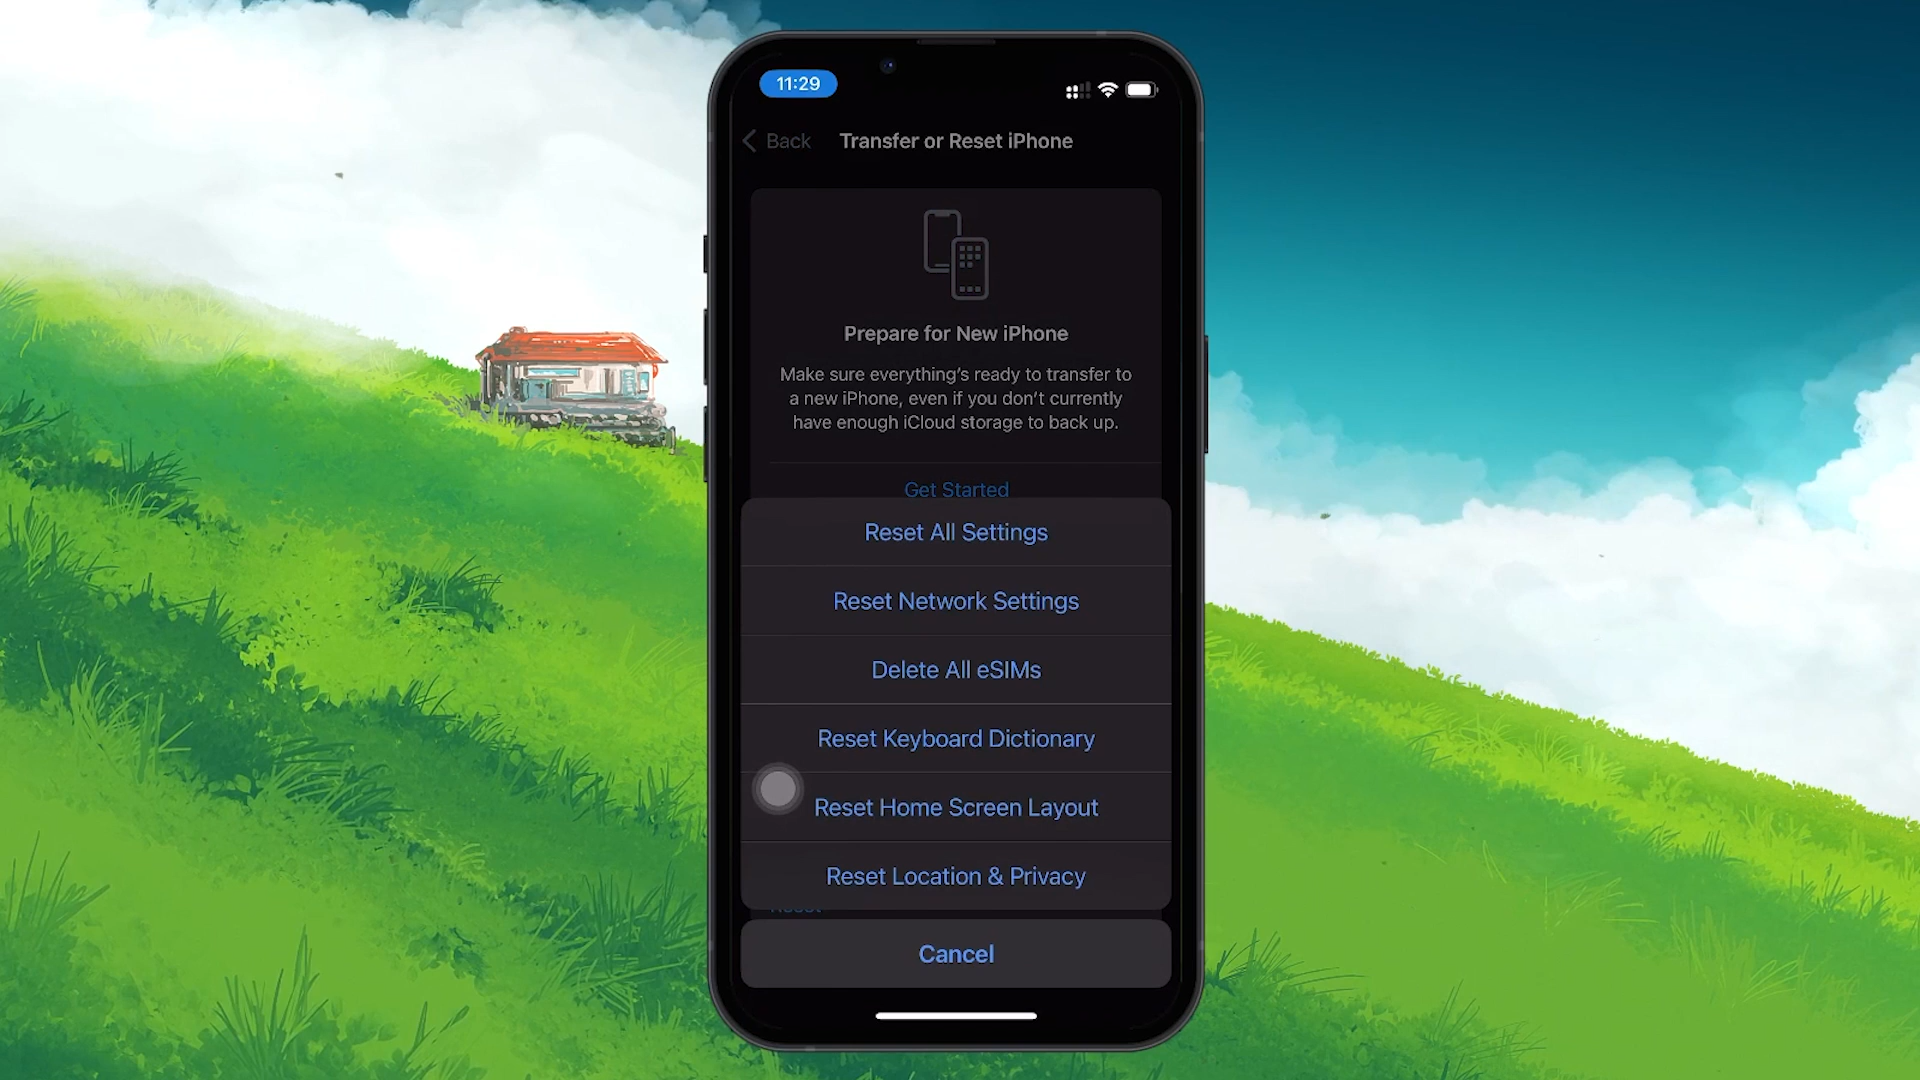 11:29
Back
Transfer or Reset iPhone
Prepare for New iPhone
Make sure everything's ready to transfer to
a new iPhone, even if you don't currently
have enough iCloud storage to back up.
Get Started
Reset All Settings
Reset Network Settings
Delete All eSIMs
Reset Keyboard Dictionary
Reset Home Screen Layout
Reset Location & Privacy
Reset
Cancel